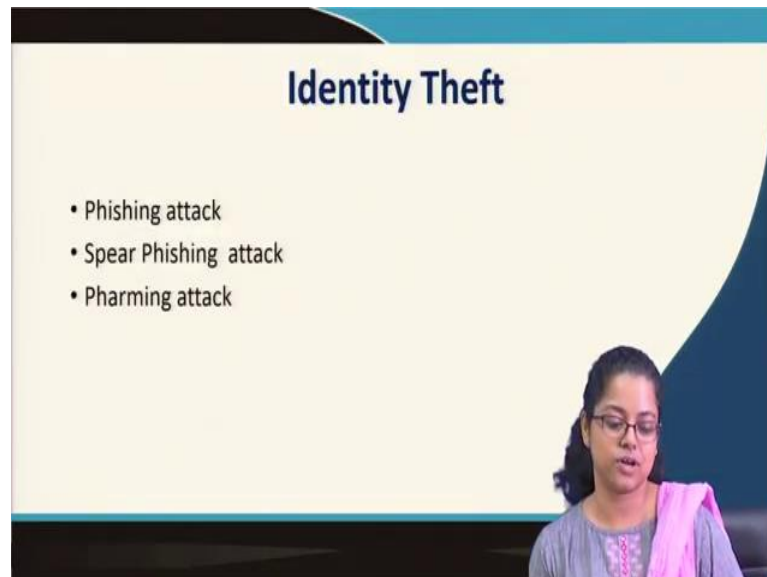 Identity Theft
• Phishing attack
• Spear Phishing  attack
• Pharming attack